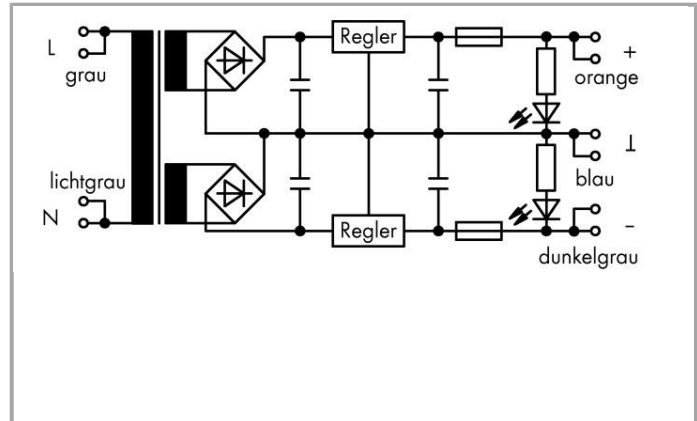 L
grau
lichtgrau
N
Regler
Regler
+
orange
⊥
blau
-
dunkelgrau